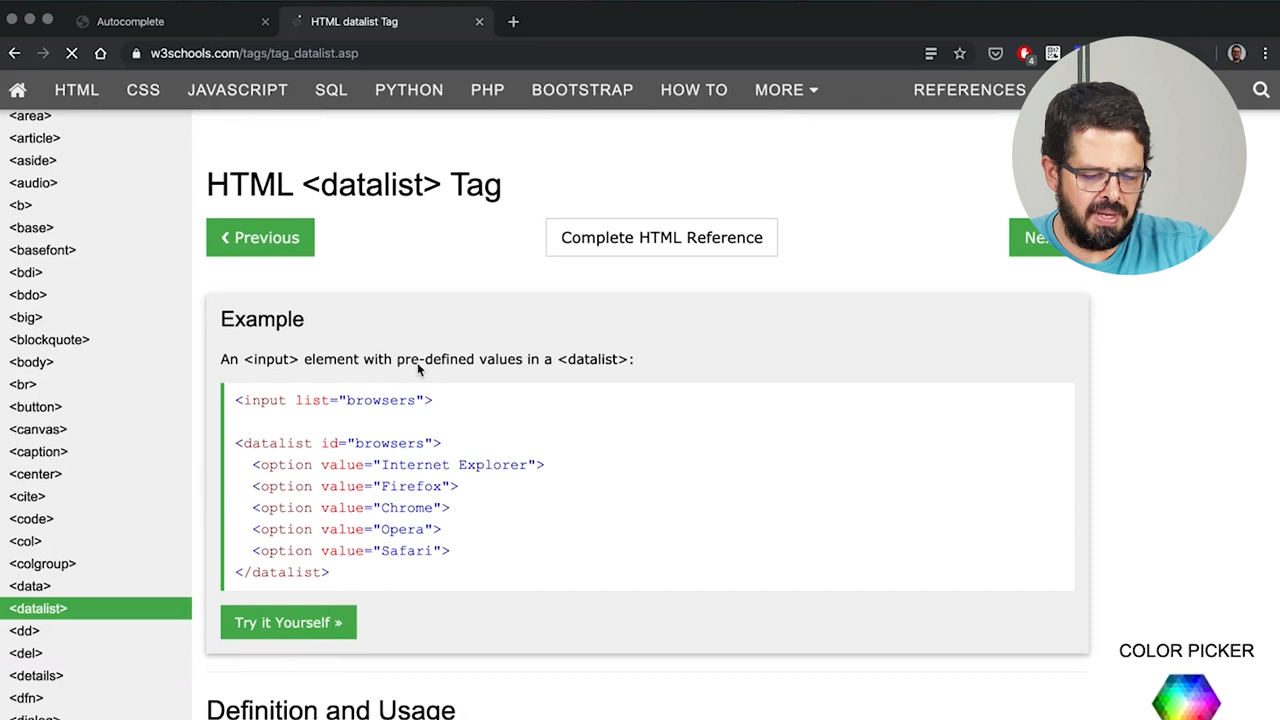 Autocomplete
HTML datalist Tag
w3schools.com/tags/tag_datalist.asp
4
HTML CSS JAVASCRIPT SQL PYTHON PHP BOOTSTRAP HOW TO MORE REFERENCES
<area>
<article>
<aside>
<audio>
<b>
<base>
<basefont>
<bdi>
<bdo>
<big>
<blockquote>
<body>
<br>
<button>
<canvas>
<caption>
<center>
<cite>
<code>
<col>
<colgroup>
<data>
<datalist>
<dd>
<del>
<details>
<dfn>
HTML <datalist> Tag
❮ Previous
Complete HTML Reference
Example
An <input> element with pre-defined values in a <datalist>:
<input list="browsers">
<datalist id="browsers">
<option value="Internet Explorer">
<option value="Firefox">
<option value="Chrome">
<option value="Opera">
<option value="Safari">
</datalist>
Try it Yourself »
Definition and Usage
COLOR PICKER